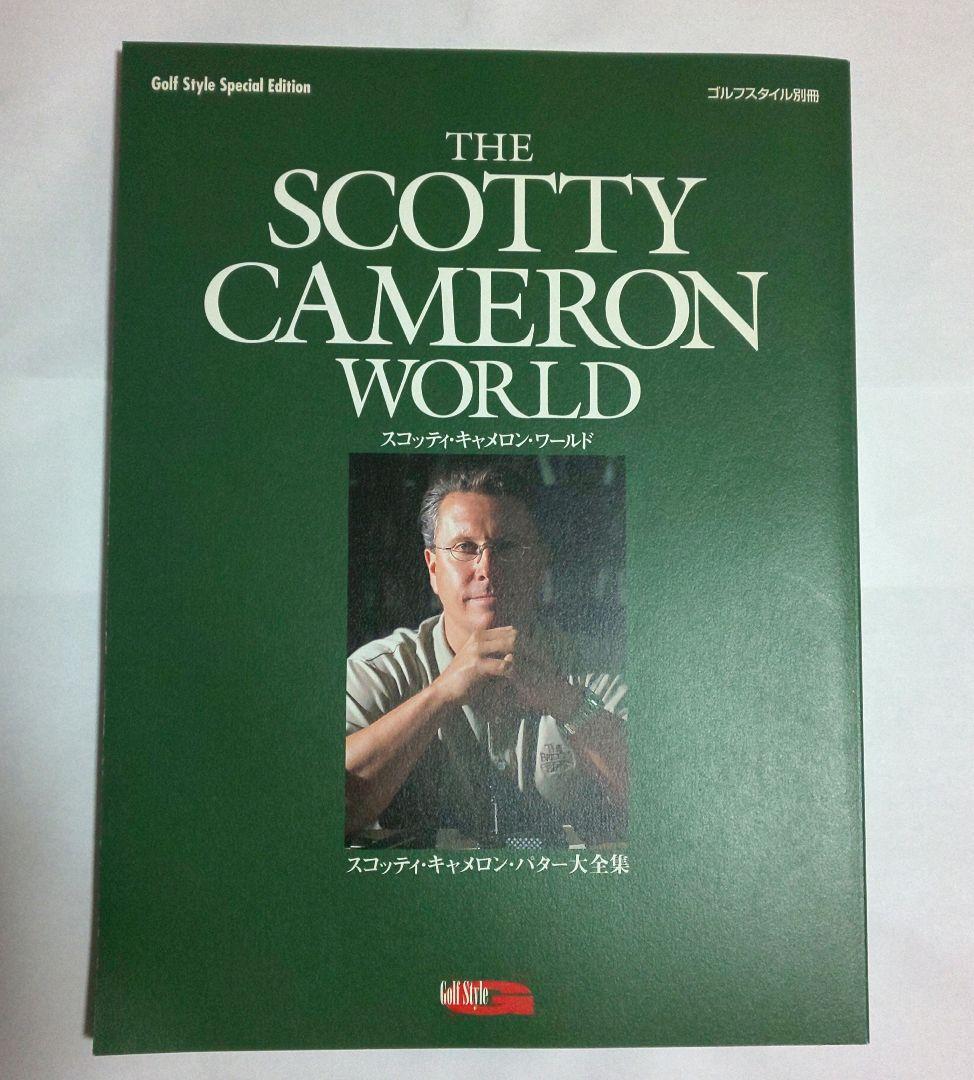 Golf Style Special Edition
ゴルフスタイル別冊
THE
SCOTTY
CAMERON
WORLD
スコッティ・キャメロン・ワールド
スコッティ・キャメロン・パター大全集
Golf Style